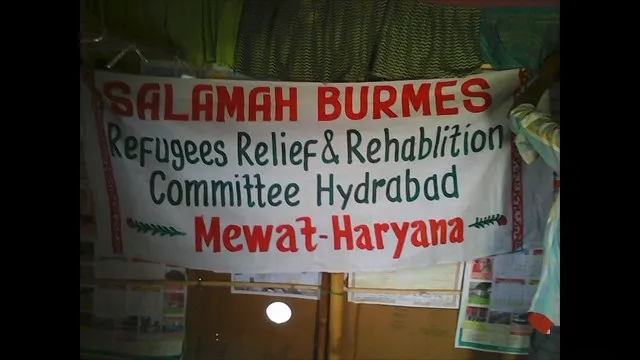 SALAMAH BURMES
Refugees Relief & Rehablition
Committee Hydrabad
Mewat-Haryana